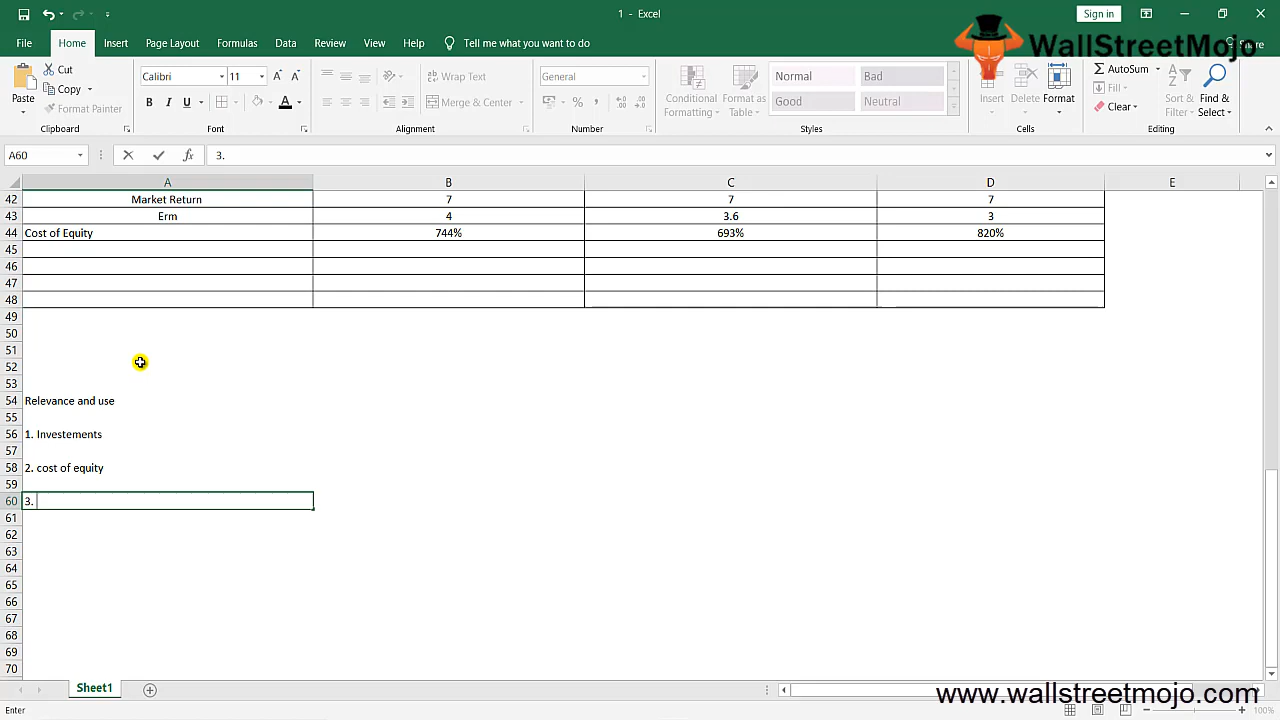 1 - Excel
Sign in
WallStreetMojo
File Home Insert Page Layout Formulas Data Review View Help Tell me what you want to do Share
Paste
Cut
Copy
Format Painter
Clipboard
Calibri 11
B I U
Font
Wrap Text
Merge & Center
Alignment
General
Number
Conditional Formatting
Format as Table
Normal Bad
Good Neutral
Styles
Insert Delete Format
Cells
AutoSum
Fill
Clear
Sort & Filter
Find & Select
Editing
A60 fx 3.
A B C D E
42 Market Return 7 7 7
43 Erm 4 3.6 3
44 Cost of Equity 744% 693% 820%
45
46
47
48
49
50
51
52
53
54 Relevance and use
55
56 1. Investements
57
58 2. cost of equity
59
60 3.
61
62
63
64
65
66
67
68
69
70
Sheet1
www.wallstreetmojo.com
Enter
100%